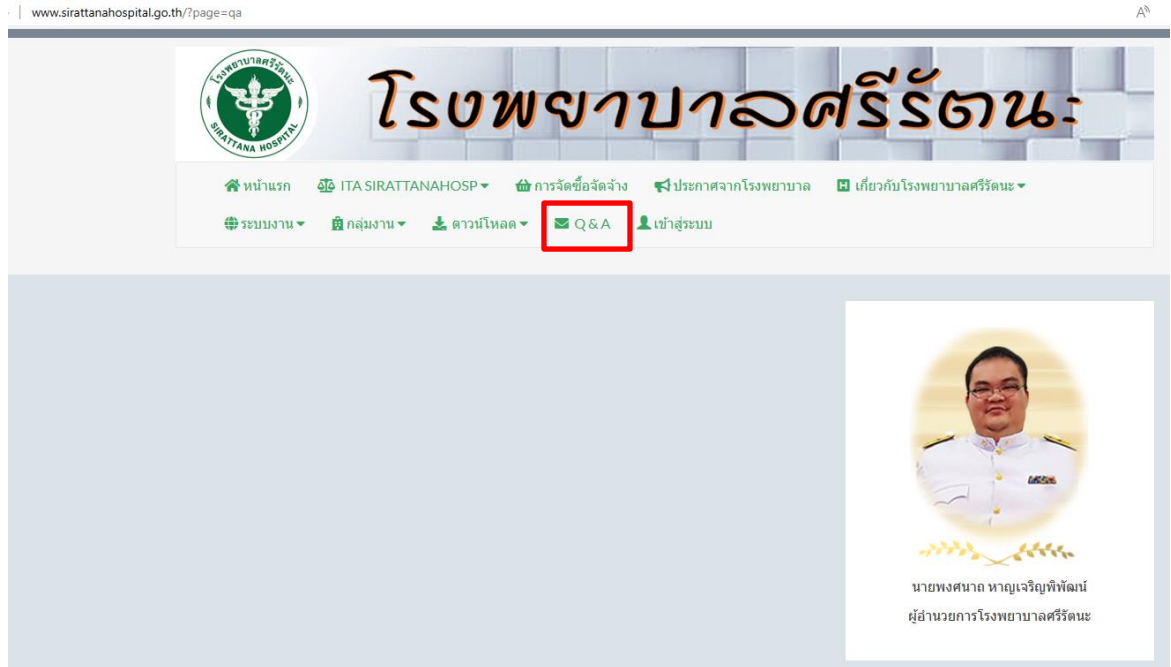 www.sirattanahospital.go.th/?page=qa
โรงพยาบาลศรีรัตนะ
SIRATTANA HOSPITAL
โรงพยาบาลศรีรัตนะ
หน้าแรก ITA SIRATTANAHOSP การจัดซื้อจัดจ้าง ประกาศจากโรงพยาบาล เกี่ยวกับโรงพยาบาลศรีรัตนะ
ระบบงาน กลุ่มงาน ดาวน์โหลด Q & A เข้าสู่ระบบ
นายพงศนาถ หาญเจริญพิพัฒน์
ผู้อำนวยการโรงพยาบาลศรีรัตนะ